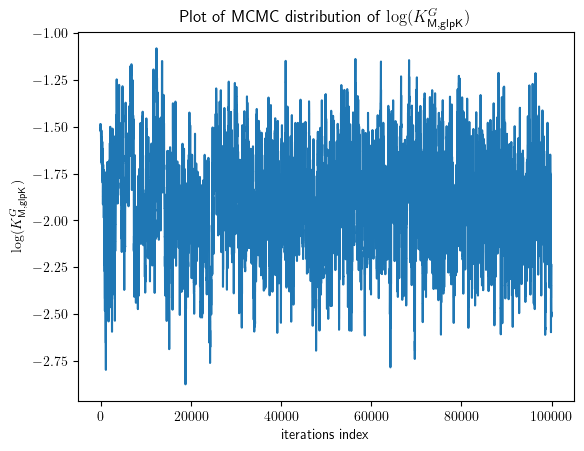 Plot of MCMC distribution of log(K^G_M,glpK)
log(K^G_M,glpK)
−1.00
−1.25
−1.50
−1.75
−2.00
−2.25
−2.50
−2.75
0 20000 40000 60000 80000 100000
iterations index